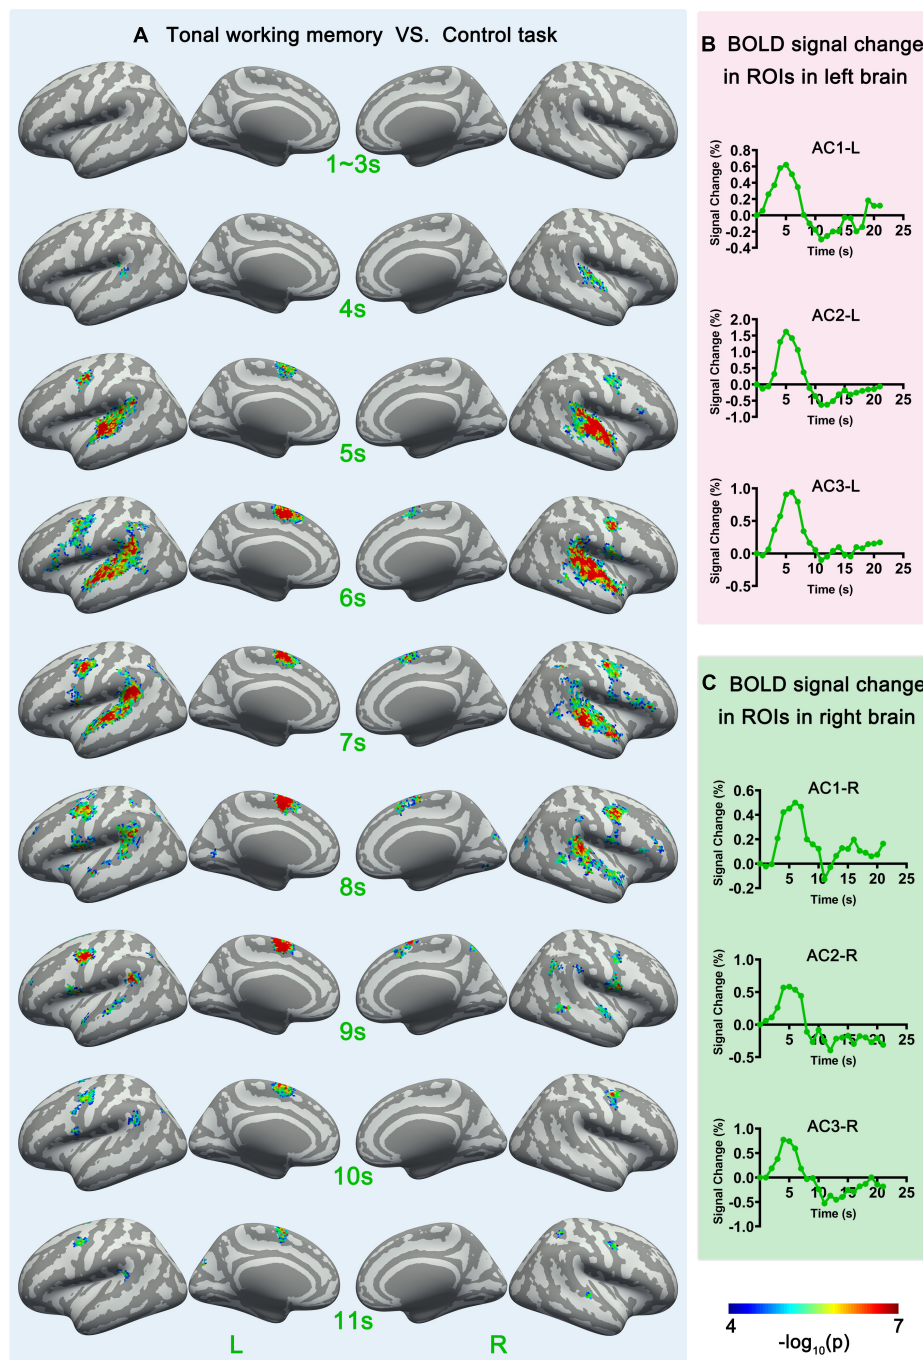 A Tonal working memory VS. Control task
1~3s
4s
5s
6s
7s
8s
9s
10s
11s
L R
B BOLD signal change
in ROIs in left brain
AC1-L
Signal Change (%)
0.8
0.6
0.4
0.2
0.0
-0.2
-0.4
5 10 15 20 25
Time (s)
AC2-L
Signal Change (%)
2.0
1.5
1.0
0.5
0.0
-0.5
-1.0
5 10 15 20 25
Time (s)
AC3-L
Signal Change (%)
1.0
0.5
0.0
-0.5
5 10 15 20 25
Time (s)
C BOLD signal change
in ROIs in right brain
AC1-R
Signal Change (%)
0.6
0.4
0.2
0.0
-0.2
5 10 15 20 25
Time (s)
AC2-R
Signal Change (%)
1.0
0.5
0.0
-0.5
5 10 15 20 25
Time (s)
AC3-R
Signal Change (%)
1.0
0.5
0.0
-0.5
-1.0
5 10 15 20 25
Time (s)
4 7
-log10(p)